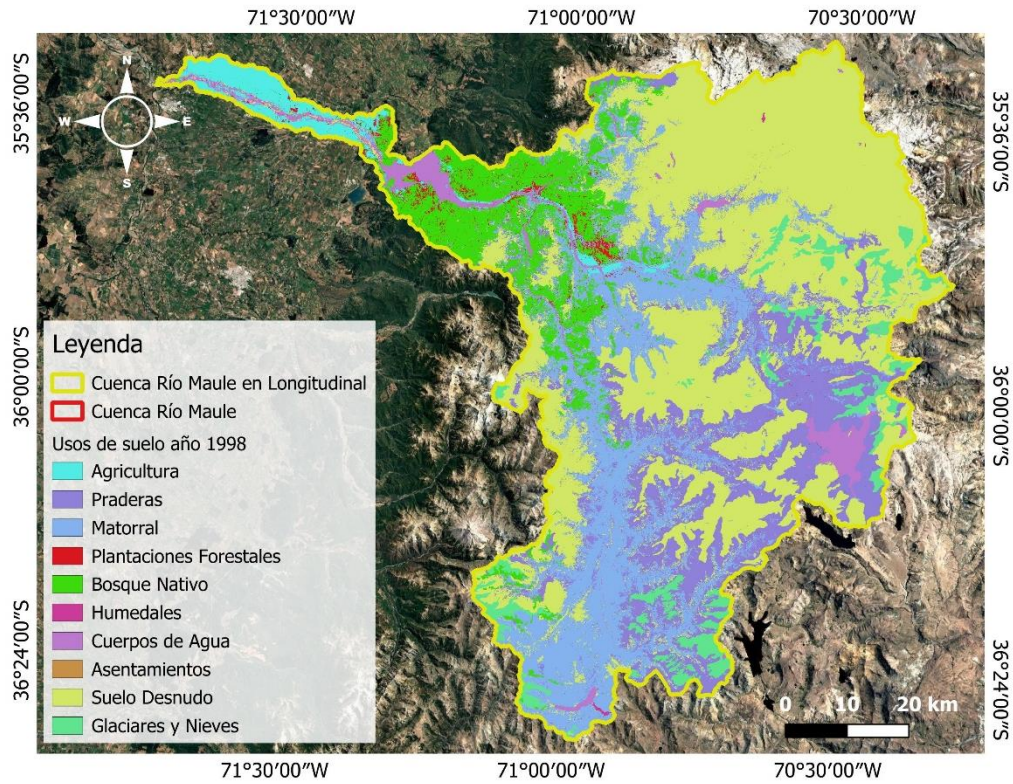 71°30'00"W 71°00'00"W 70°30'00"W
35°36'00"S
35°36'00"S
N
W E
S
36°00'00"S
36°00'00"S
Leyenda
Cuenca Río Maule en Longitudinal
Cuenca Río Maule
Usos de suelo año 1998
Agricultura
Praderas
Matorral
Plantaciones Forestales
Bosque Nativo
Humedales
Cuerpos de Agua
Asentamientos
Suelo Desnudo
Glaciares y Nieves
36°24'00"S
36°24'00"S
0 10 20 km
71°30'00"W 71°00'00"W 70°30'00"W